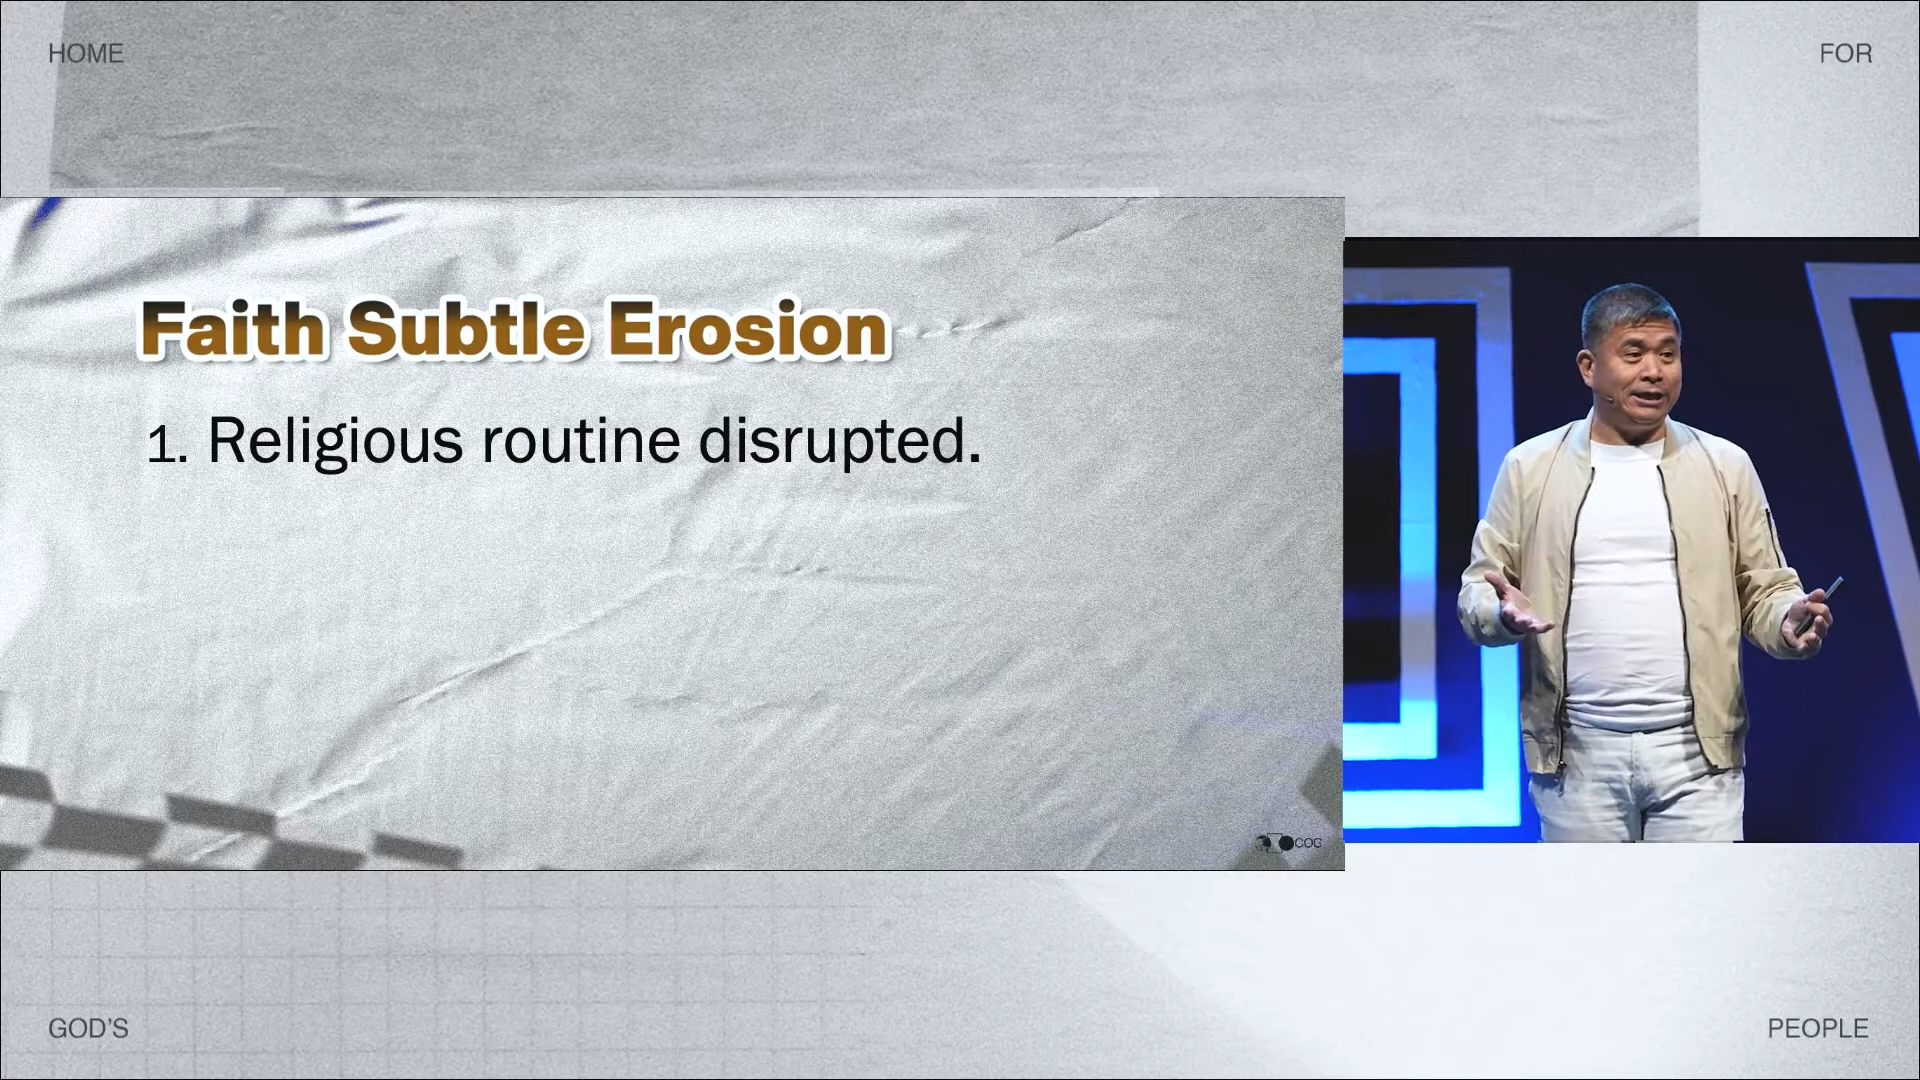 HOME
FOR
Faith Subtle Erosion
1. Religious routine disrupted.
COG
GOD'S
PEOPLE